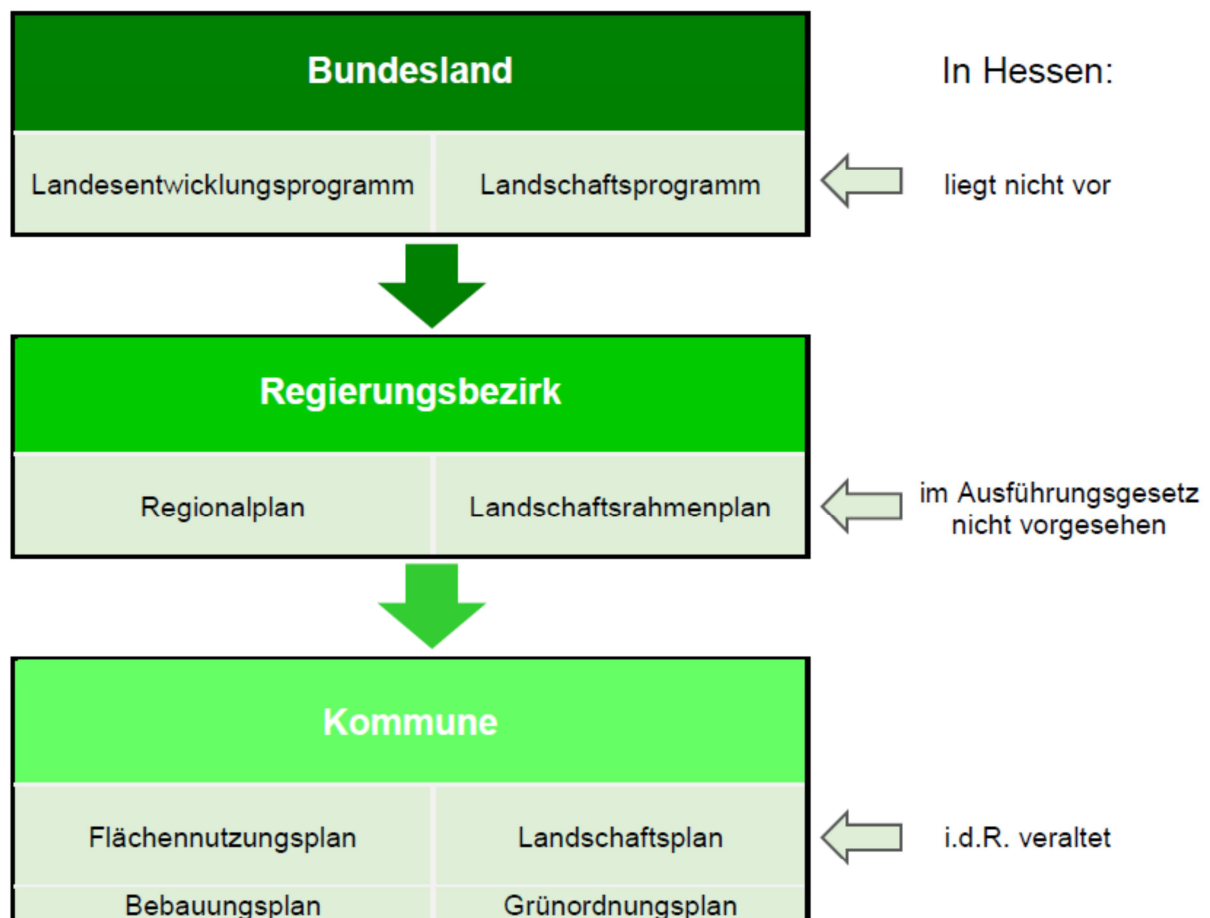 Bundesland
In Hessen:
Landesentwicklungsprogramm
Landschaftsprogramm
liegt nicht vor
Regierungsbezirk
Regionalplan
Landschaftsrahmenplan
im Ausführungsgesetz
nicht vorgesehen
Kommune
Flächennutzungsplan
Landschaftsplan
i.d.R. veraltet
Bebauungsplan
Grünordnungsplan